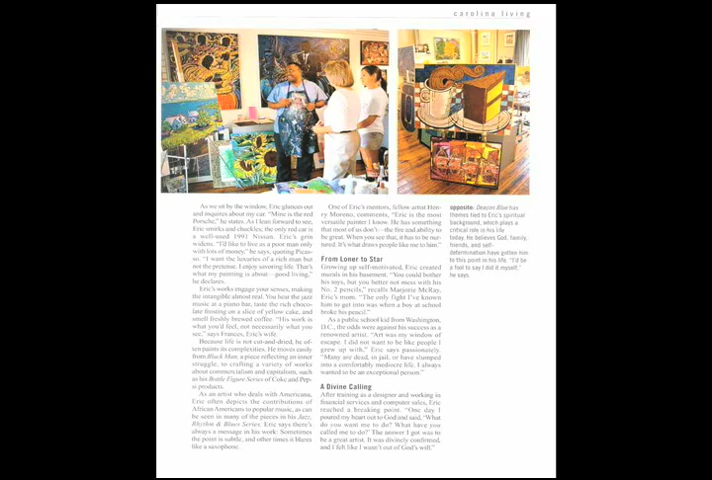 carolina living
As we sit by the window, Eric glances out
and inquires about my car. "Mine is the red
Porsche," he states. As I lean forward to see,
Eric smirks and chuckles; the only red car is
a well-used 1991 Nissan. Eric's grin
widens. "I'd like to live as a poor man only
with lots of money," he says, quoting Picas-
so. "I want the luxuries of a rich man but
not the pretense. I enjoy savoring life. That's
what my painting is about—good living,"
he declares.
Eric's works engage your senses, making
the intangible almost real. You hear the jazz
music at a piano bar, taste the rich choco-
late frosting on a slice of yellow cake, and
smell freshly brewed coffee. "His work is
what you'd feel, not necessarily what you
see," says Frances, Eric's wife.
Because life is not cut-and-dried, he of-
ten paints its complexities. He moves easily
from Black Man, a piece reflecting an inner
struggle, to crafting a variety of works
about commercialism and capitalism, such
as his Bottle Figure Series of Coke and Pep-
si products.
As an artist who deals with Americana,
Eric often depicts the contributions of
African Americans to popular music, as can
be seen in many of the pieces in his Jazz,
Rhythm & Blues Series. Eric says there's
always a message in his work: Sometimes
the point is subtle, and other times it blares
like a saxophone.
One of Eric's mentors, fellow artist Hen-
ry Moreno, comments, "Eric is the most
versatile painter I know. He has something
that most of us don't—the fire and ability to
be great. When you see that, it has to be nur-
tured. It's what draws people like me to him."
From Loner to Star
Growing up self-motivated, Eric created
murals in his basement. "You could bother
his toys, but you better not mess with his
No. 2 pencils," recalls Marjorie McRay,
Eric's mom. "The only fight I've known
him to get into was when a boy at school
broke his pencil."
As a public school kid from Washington,
D.C., the odds were against his success as a
renowned artist. "Art was my window of
escape. I did not want to be like people I
grew up with," Eric says passionately.
"Many are dead, in jail, or have slumped
into a comfortably mediocre life. I always
wanted to be an exceptional person."
A Divine Calling
After training as a designer and working in
financial services and computer sales, Eric
reached a breaking point. "One day I
poured my heart out to God and said, 'What
do you want me to do? What have you
called me to do?' The answer I got was to
be a great artist. It was divinely confirmed,
and I felt like I wasn't out of God's will."
opposite: Deacon Blue has
themes tied to Eric's spiritual
background, which plays a
critical role in his life
today. He believes God, family,
friends, and self-
determination have gotten him
to this point in his life. "I'd be
a fool to say I did it myself,"
he says.